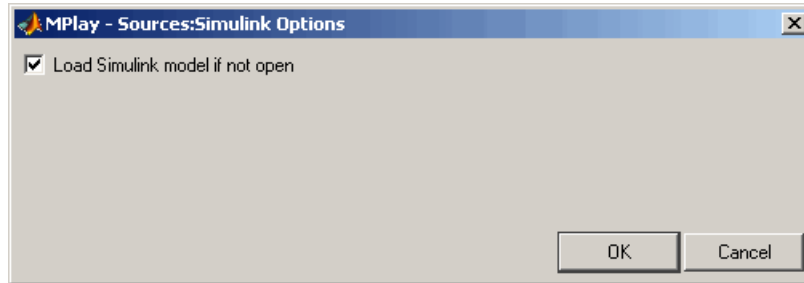 MPlay - Sources:Simulink Options
Load Simulink model if not open
OK Cancel